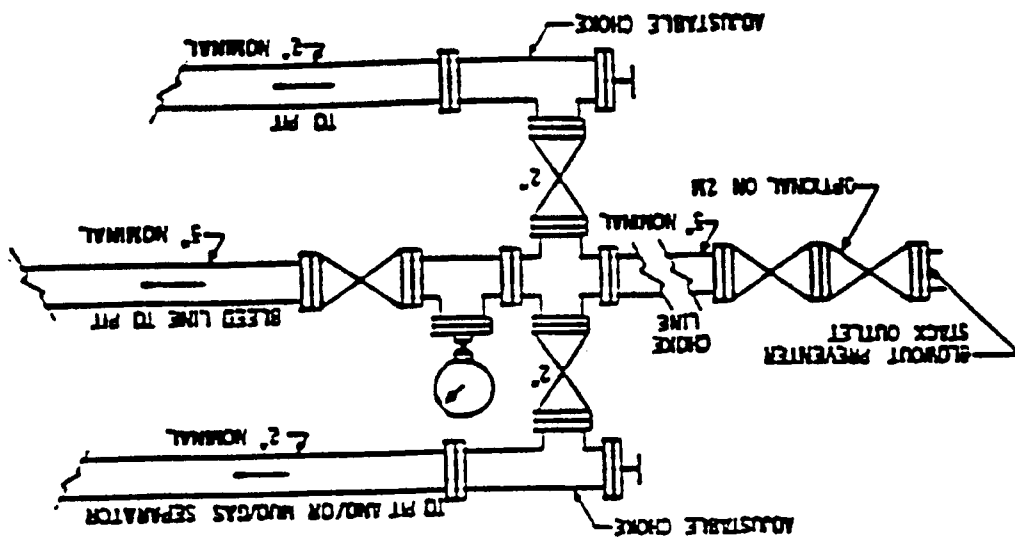 ADJUSTABLE CHOKE
TO PIT AND/OR MUD/GAS SEPARATOR
2" NOMINAL
2"
BLOWOUT PREVENTER
STACK OUTLET
CHOKE
LINE
BLEED LINE TO PIT
3" NOMINAL
3" NOMINAL
OPTIONAL ON 2M
2"
TO PIT
2" NOMINAL
ADJUSTABLE CHOKE